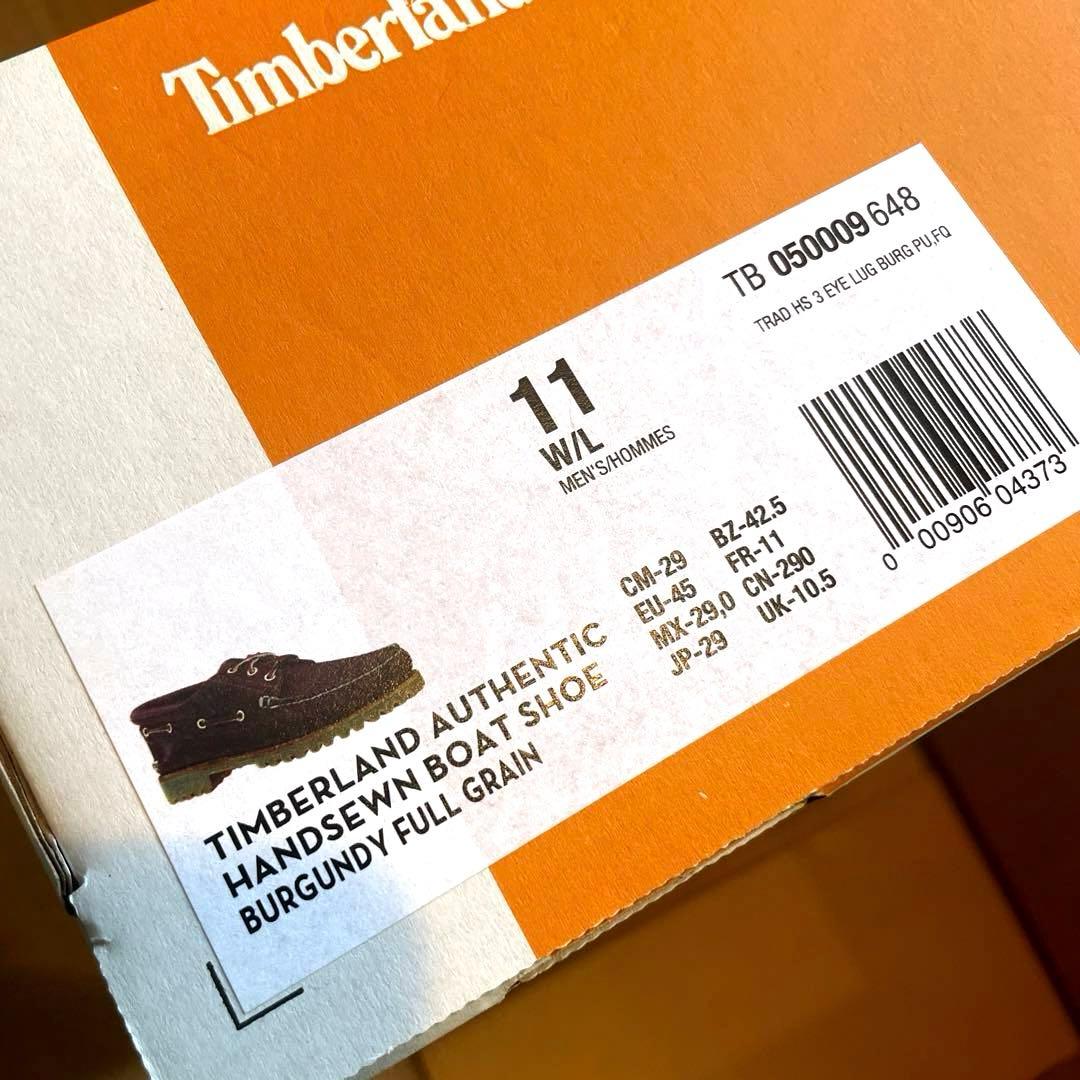 Timberland
TB 050009 648
TRAD HS 3 EYE LUG BURG PU,FQ
11
W/L
MEN'S/HOMMES
CM-29 BZ-42.5
EU-45 FR-11
MX-29,0 CN-290
JP-29 UK-10.5
0 00906 04373
TIMBERLAND AUTHENTIC
HANDSEWN BOAT SHOE
BURGUNDY FULL GRAIN